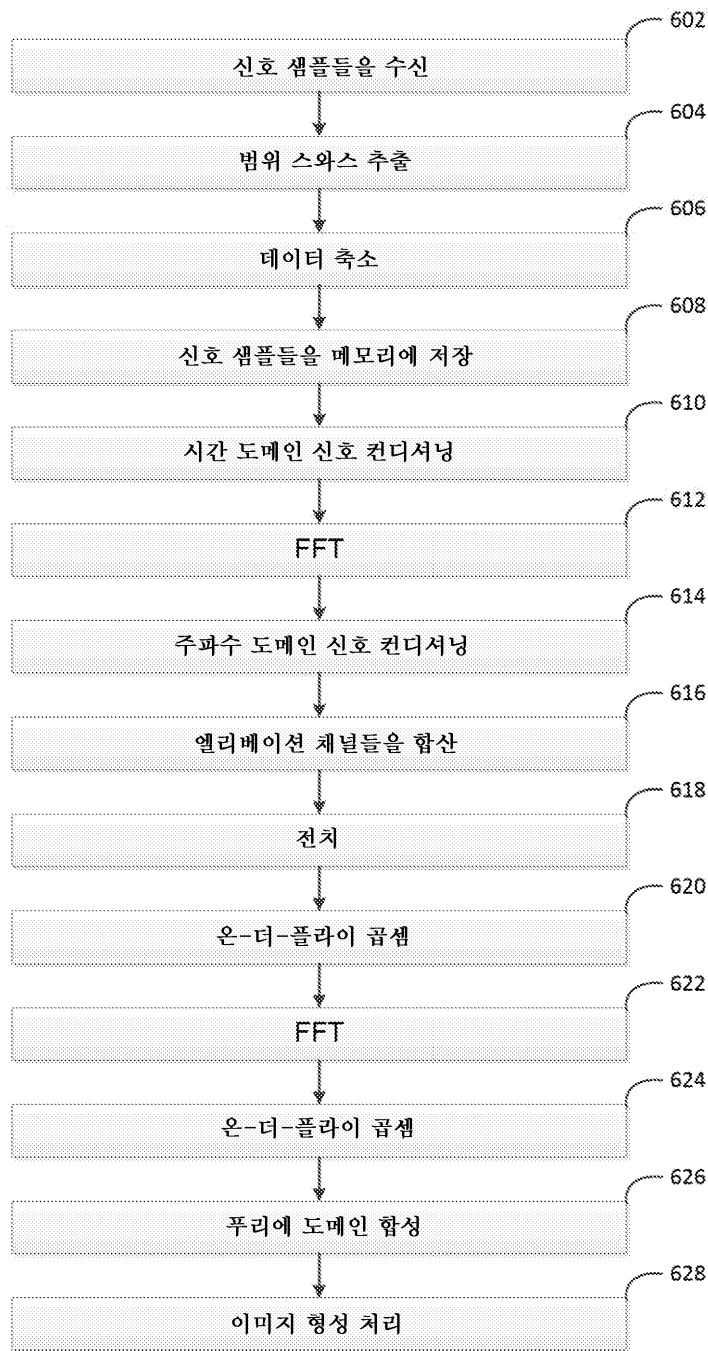 602
신호 샘플들을 수신
604
범위 스와스 추출
606
데이터 축소
608
신호 샘플들을 메모리에 저장
610
시간 도메인 신호 컨디셔닝
612
FFT
614
주파수 도메인 신호 컨디셔닝
616
엘리베이션 채널들을 합산
618
전치
620
온-더-플라이 곱셈
622
FFT
624
온-더-플라이 곱셈
626
푸리에 도메인 합성
628
이미지 형성 처리